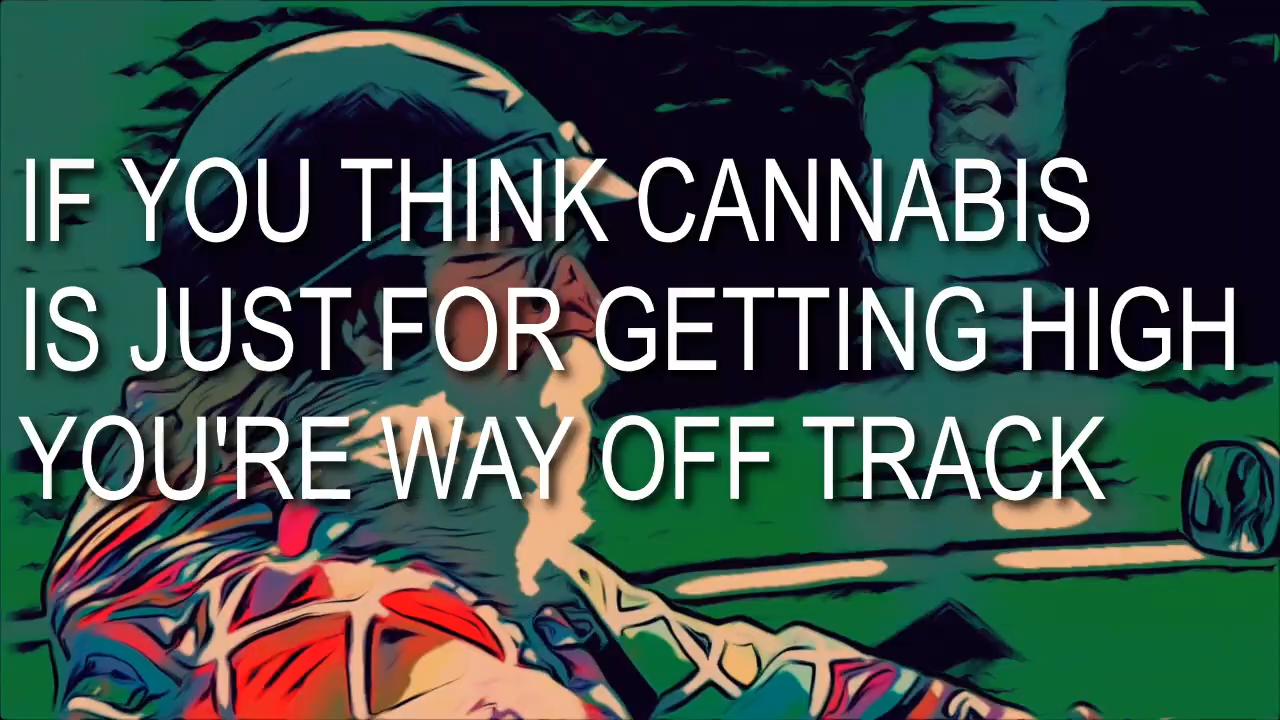 IF YOU THINK CANNABIS
IS JUST FOR GETTING HIGH
YOU'RE WAY OFF TRACK